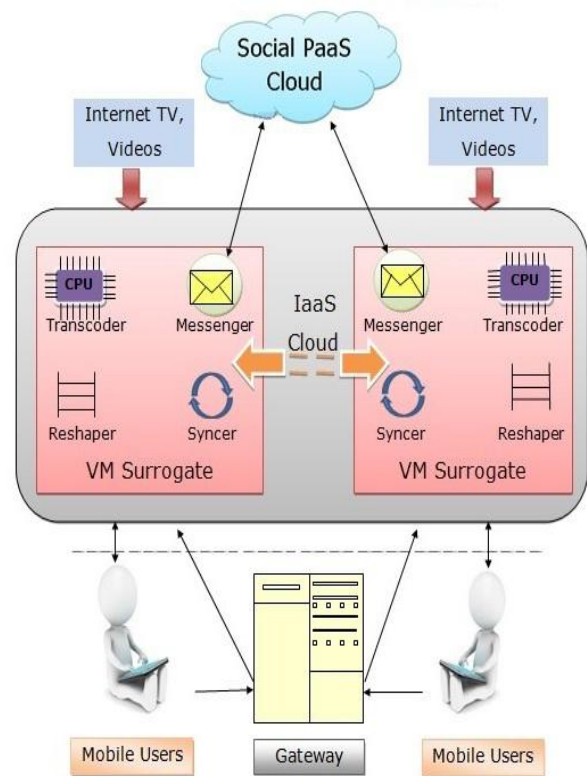 Social PaaS
Cloud
Internet TV,
Videos
Internet TV,
Videos
CPU
Transcoder
Messenger
IaaS
Cloud
Messenger
CPU
Transcoder
Reshaper
Syncer
Syncer
Reshaper
VM Surrogate
VM Surrogate
Mobile Users
Gateway
Mobile Users